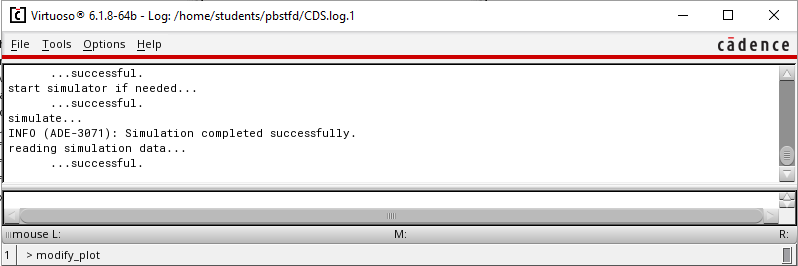 Virtuoso® 6.1.8-64b - Log: /home/students/pbstfd/CDS.log.1
File Tools Options Help
cādence
...successful.
start simulator if needed...
...successful.
simulate...
INFO (ADE-3071): Simulation completed successfully.
reading simulation data...
...successful.
mouse L: M: R:
1 > modify_plot